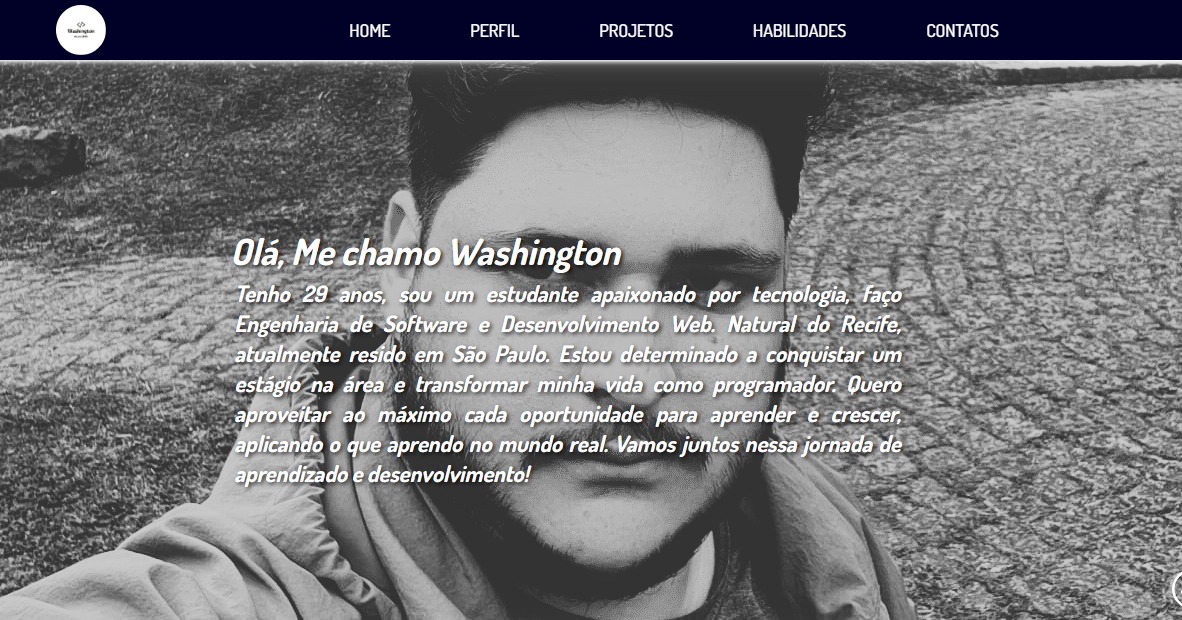 Washington
HOME PERFIL PROJETOS HABILIDADES CONTATOS
Olá, Me chamo Washington
Tenho 29 anos, sou um estudante apaixonado por tecnologia, faço
Engenharia de Software e Desenvolvimento Web. Natural do Recife,
atualmente resido em São Paulo. Estou determinado a conquistar um
estágio na área e transformar minha vida como programador. Quero
aproveitar ao máximo cada oportunidade para aprender e crescer,
aplicando o que aprendo no mundo real. Vamos juntos nessa jornada de
aprendizado e desenvolvimento!